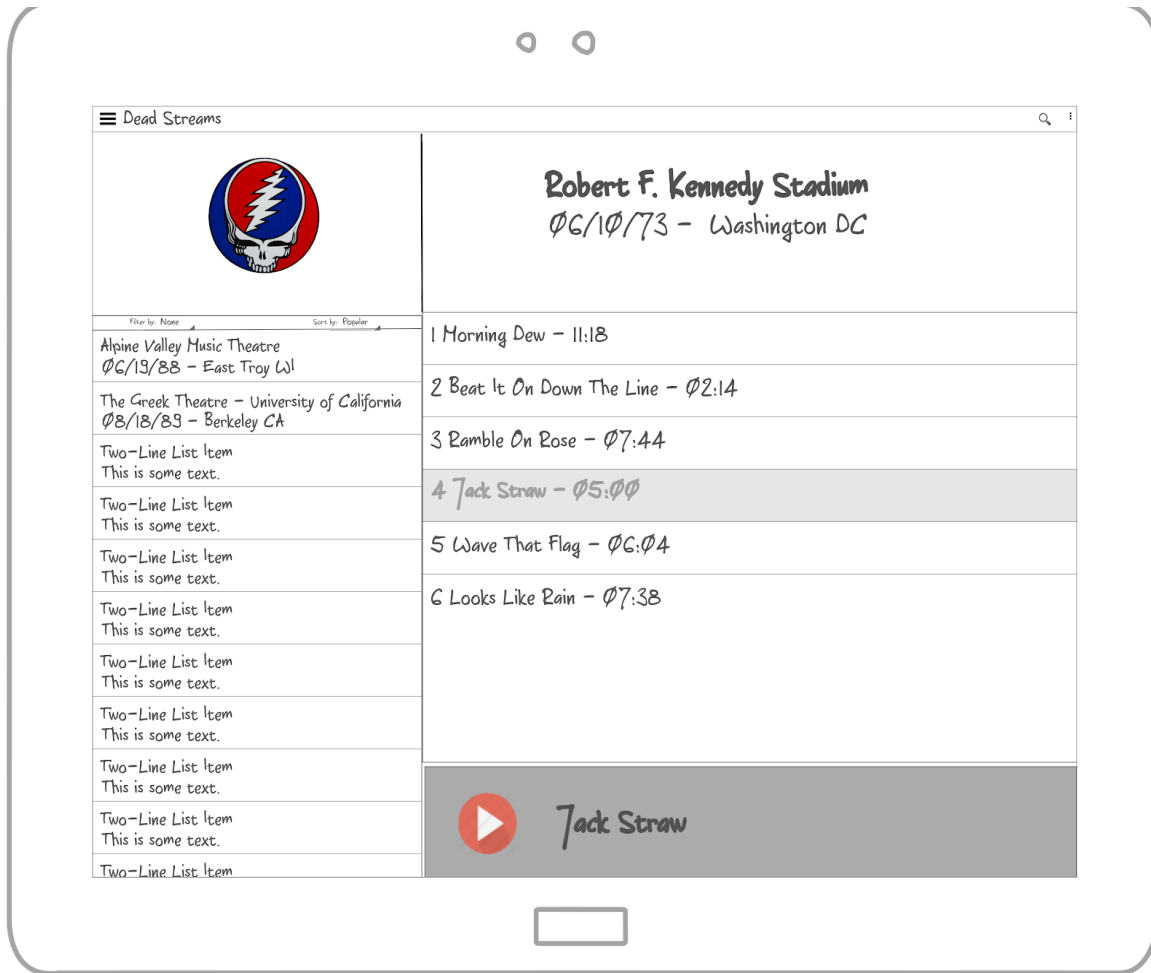 Dead Streams
Robert F. Kennedy Stadium
06/10/73 - Washington DC
Filter by: None
Sort by: Popular
Alpine Valley Music Theatre
06/19/88 - East Troy WI
The Greek Theatre - University of California
08/18/89 - Berkeley CA
Two-Line List Item
This is some text.
Two-Line List Item
This is some text.
Two-Line List Item
This is some text.
Two-Line List Item
This is some text.
Two-Line List Item
This is some text.
Two-Line List Item
This is some text.
Two-Line List Item
This is some text.
Two-Line List Item
This is some text.
Two-Line List Item
1 Morning Dew - 11:18
2 Beat It On Down The Line - 02:14
3 Ramble On Rose - 07:44
4 Jack Straw - 05:00
5 Wave That Flag - 06:04
6 Looks Like Rain - 07:38
Jack Straw